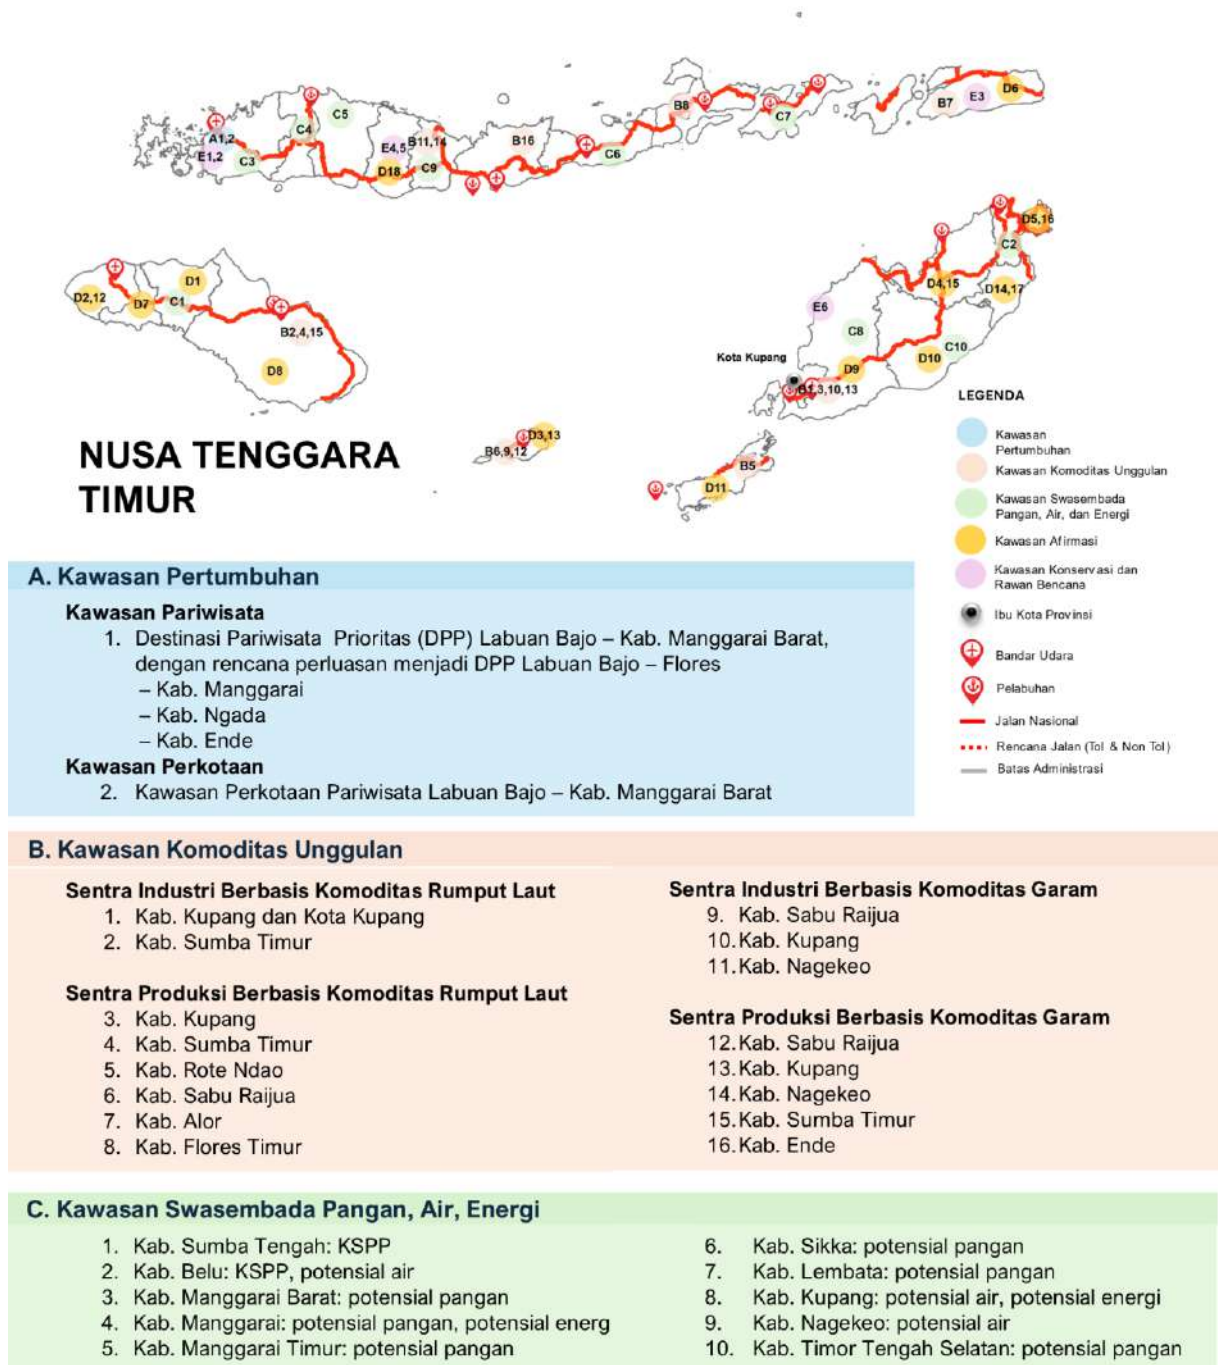 D6
E3
B7
B8
C7
C5
C4
A1,2
E1,2
C3
E4,5
B11,14
D18
C9
B16
C6
D5,16
C2
D4,15
D14,17
E6
C8
C10
D10
D9
Kota Kupang
B1,3,10,13
D1
D2,12
D7
C1
B2,4,15
D8
D3,13
B6,9,12
B5
D11
NUSA TENGGARA
TIMUR
LEGENDA
Kawasan
Pertumbuhan
Kawasan Komoditas Unggulan
Kawasan Swasembada
Pangan, Air, dan Energi
Kawasan Afirmasi
Kawasan Konservasi dan
Rawan Bencana
Ibu Kota Provinsi
Bandar Udara
Pelabuhan
Jalan Nasional
Rencana Jalan (Tol & Non Tol)
Batas Administrasi
A. Kawasan Pertumbuhan
Kawasan Pariwisata
1. Destinasi Pariwisata Prioritas (DPP) Labuan Bajo – Kab. Manggarai Barat,
dengan rencana perluasan menjadi DPP Labuan Bajo – Flores
– Kab. Manggarai
– Kab. Ngada
– Kab. Ende
Kawasan Perkotaan
2. Kawasan Perkotaan Pariwisata Labuan Bajo – Kab. Manggarai Barat
B. Kawasan Komoditas Unggulan
Sentra Industri Berbasis Komoditas Rumput Laut
1. Kab. Kupang dan Kota Kupang
2. Kab. Sumba Timur
Sentra Produksi Berbasis Komoditas Rumput Laut
3. Kab. Kupang
4. Kab. Sumba Timur
5. Kab. Rote Ndao
6. Kab. Sabu Raijua
7. Kab. Alor
8. Kab. Flores Timur
Sentra Industri Berbasis Komoditas Garam
9. Kab. Sabu Raijua
10. Kab. Kupang
11. Kab. Nagekeo
Sentra Produksi Berbasis Komoditas Garam
12. Kab. Sabu Raijua
13. Kab. Kupang
14. Kab. Nagekeo
15. Kab. Sumba Timur
16. Kab. Ende
C. Kawasan Swasembada Pangan, Air, Energi
1. Kab. Sumba Tengah: KSPP
2. Kab. Belu: KSPP, potensial air
3. Kab. Manggarai Barat: potensial pangan
4. Kab. Manggarai: potensial pangan, potensial energ
5. Kab. Manggarai Timur: potensial pangan
6. Kab. Sikka: potensial pangan
7. Kab. Lembata: potensial pangan
8. Kab. Kupang: potensial air, potensial energi
9. Kab. Nagekeo: potensial air
10. Kab. Timor Tengah Selatan: potensial pangan